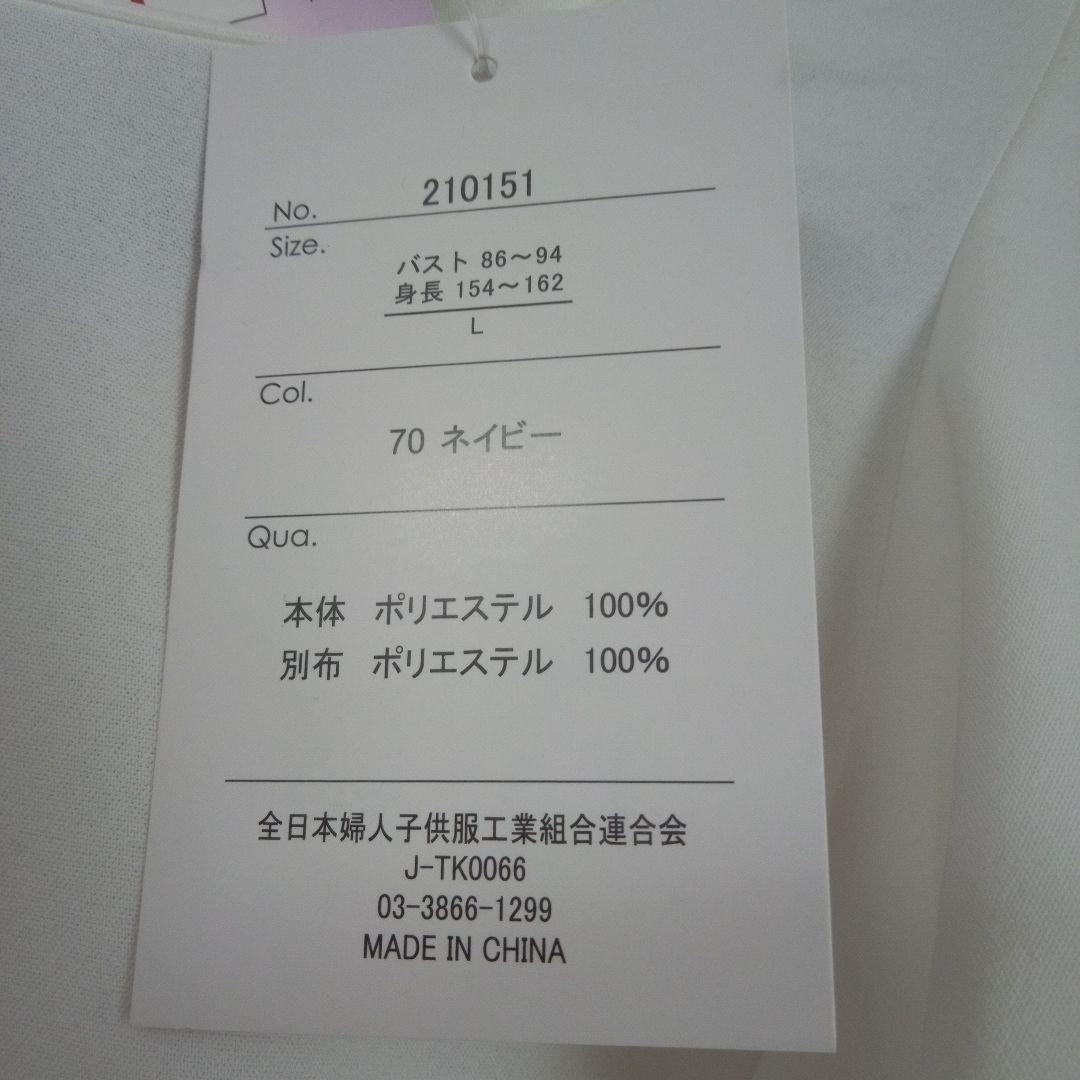 No. 210151
Size.
バスト 86～94
身長 154～162
L
Col.
70 ネイビー
Qua.
本体 ポリエステル 100%
別布 ポリエステル 100%
全日本婦人子供服工業組合連合会
J-TK0066
03-3866-1299
MADE IN CHINA